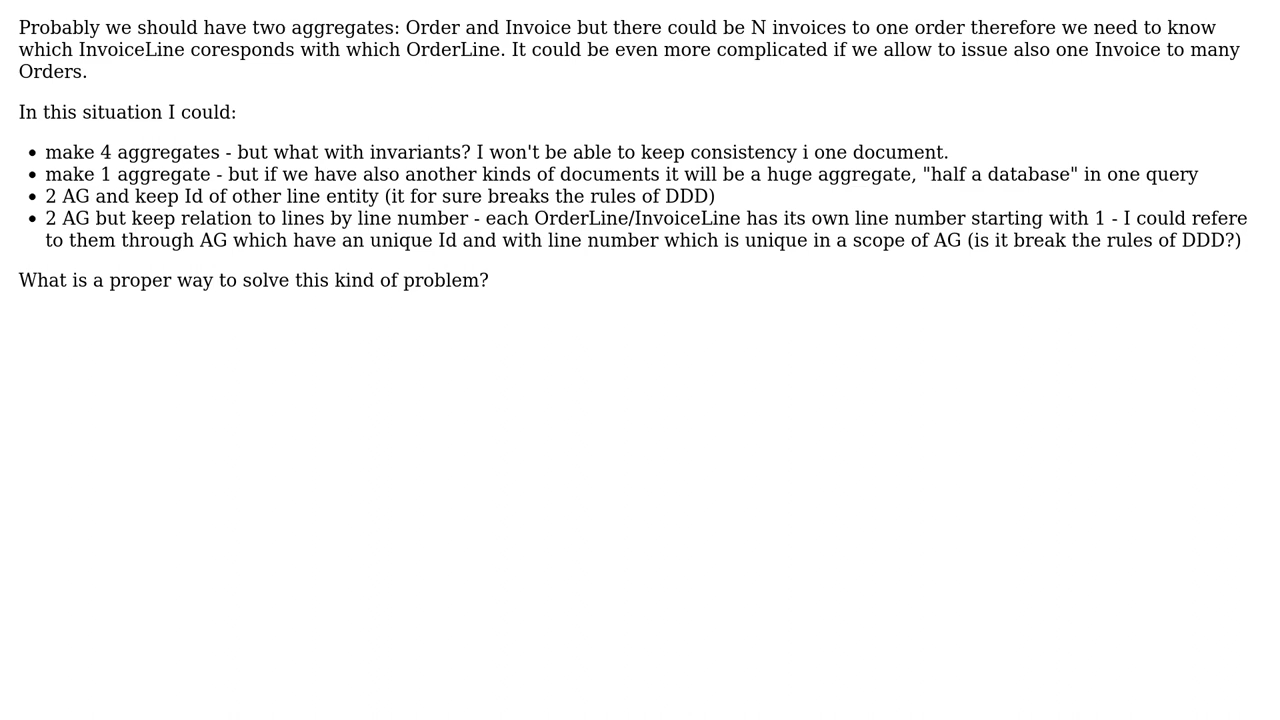 Probably we should have two aggregates: Order and Invoice but there could be N invoices to one order therefore we need to know
which InvoiceLine coresponds with which OrderLine. It could be even more complicated if we allow to issue also one Invoice to many
Orders.
In this situation I could:
• make 4 aggregates - but what with invariants? I won't be able to keep consistency i one document.
• make 1 aggregate - but if we have also another kinds of documents it will be a huge aggregate, "half a database" in one query
• 2 AG and keep Id of other line entity (it for sure breaks the rules of DDD)
• 2 AG but keep relation to lines by line number - each OrderLine/InvoiceLine has its own line number starting with 1 - I could refere
to them through AG which have an unique Id and with line number which is unique in a scope of AG (is it break the rules of DDD?)
What is a proper way to solve this kind of problem?